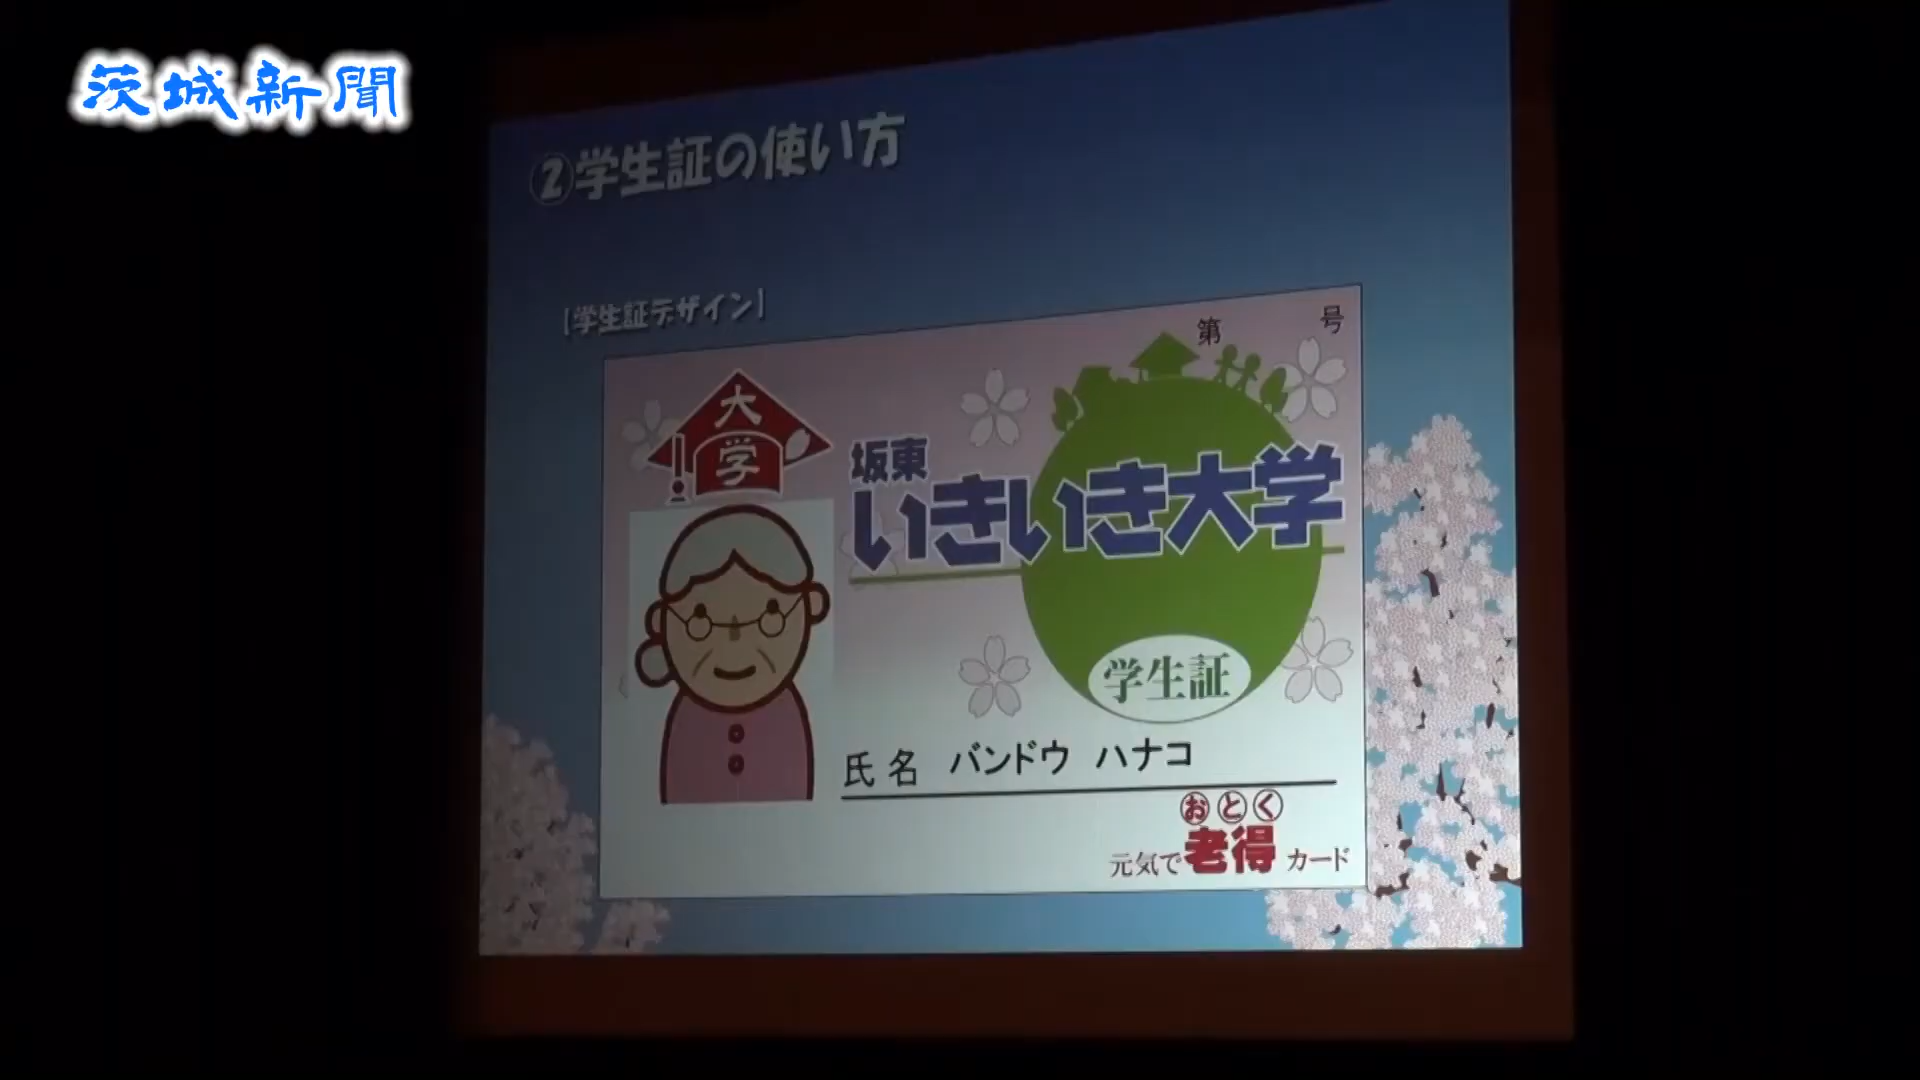 茨城新聞
②学生証の使い方
【学生証デザイン】
第 号
大学
坂東
いきいき大学
学生証
氏名 バンドウ ハナコ
おとく
元気で老得カード